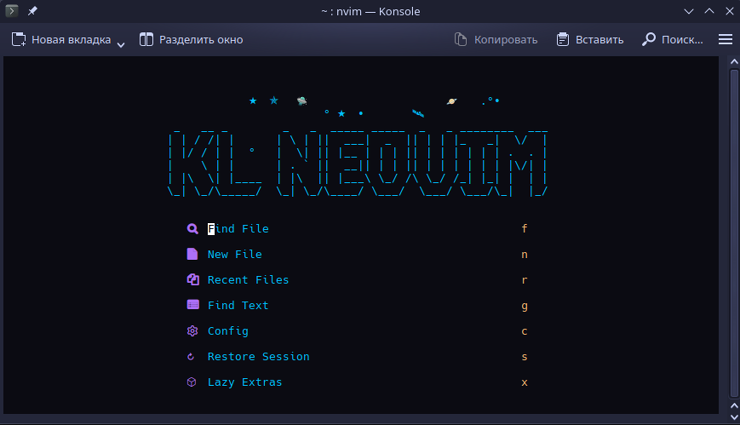 ~ : nvim — Konsole
Новая вкладка
Разделить окно
Копировать
Вставить
Поиск...
Find File f
New File n
Recent Files r
Find Text g
Config c
Restore Session s
Lazy Extras x